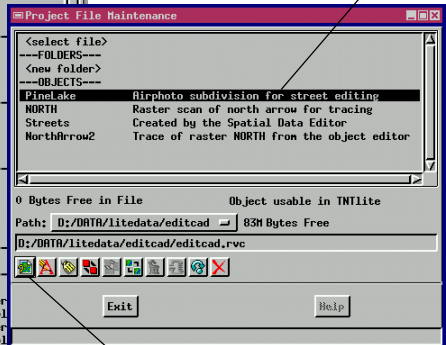 Project File Maintenance
<select file>
---FOLDERS---
<new folder>
---OBJECTS---
PineLake Airphoto subdivision for street editing
NORTH Raster scan of north arrow for tracing
Streets Created by the Spatial Data Editor
NorthArrow2 Trace of raster NORTH from the object editor
0 Bytes Free in File Object usable in TNTlite
Path: D:/DATA/litedata/editcad 83M Bytes Free
D:/DATA/litedata/editcad/editcad.rvc
Exit Help